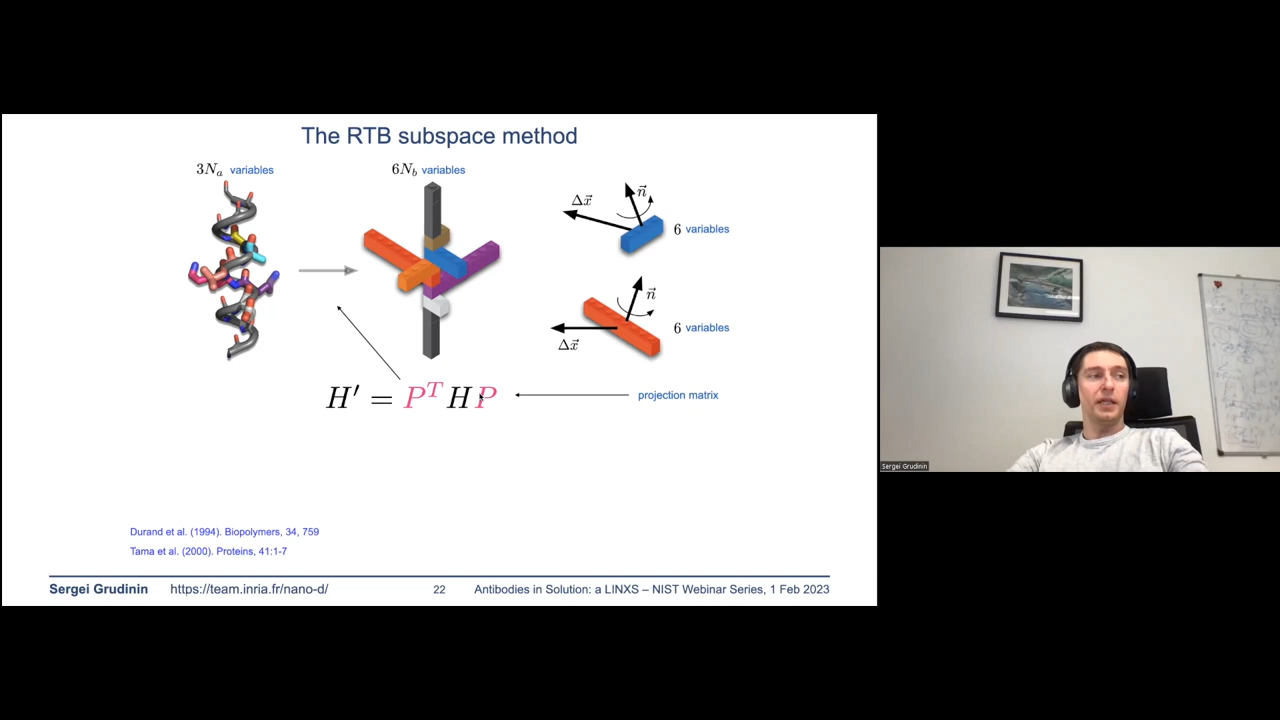 The RTB subspace method
3Nₐ variables
6N_b variables
Δx⃗
n⃗
6 variables
n⃗
6 variables
Δx⃗
H′ = PᵀHP
projection matrix
Durand et al. (1994). Biopolymers, 34, 759
Tama et al. (2000). Proteins, 41:1-7
Sergei Grudinin https://team.inria.fr/nano-d/ 22 Antibodies in Solution: a LINXS – NIST Webinar Series, 1 Feb 2023
Sergei Grudinin